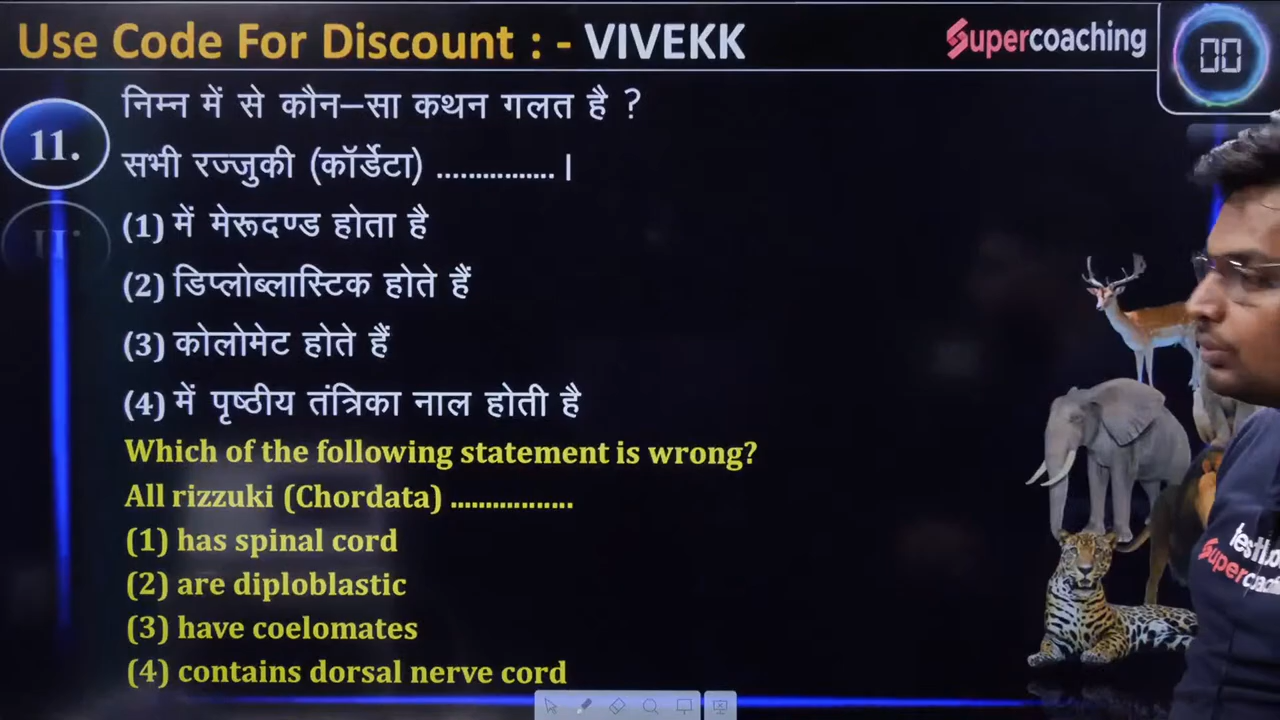 Use Code For Discount : - VIVEKK
Supercoaching
00
11.
निम्न में से कौन–सा कथन गलत है ?
सभी रज्जुकी (कॉर्डेटा) ................ ।
(1) में मेरूदण्ड होता है
(2) डिप्लोब्लास्टिक होते हैं
(3) कोलोमेट होते हैं
(4) में पृष्ठीय तंत्रिका नाल होती है
Which of the following statement is wrong?
All rizzuki (Chordata) .................
(1) has spinal cord
(2) are diploblastic
(3) have coelomates
(4) contains dorsal nerve cord